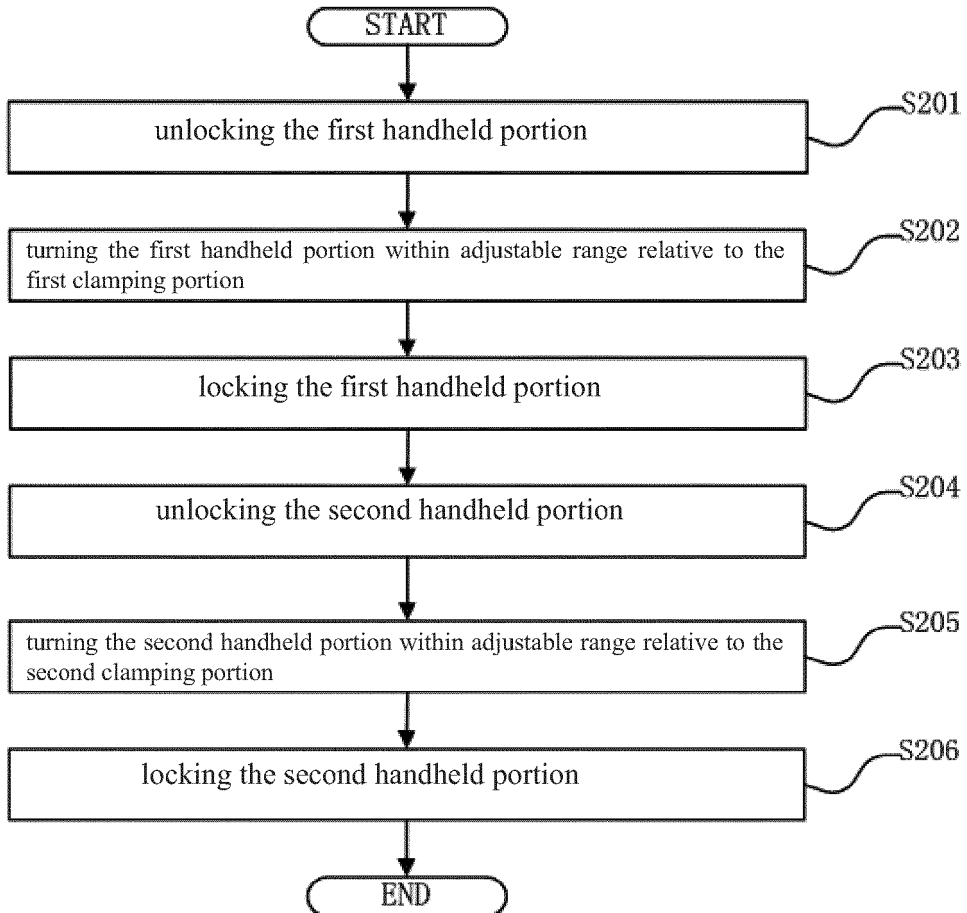 START
unlocking the first handheld portion
S201
turning the first handheld portion within adjustable range relative to the
first clamping portion
S202
locking the first handheld portion
S203
unlocking the second handheld portion
S204
turning the second handheld portion within adjustable range relative to the
second clamping portion
S205
locking the second handheld portion
S206
END